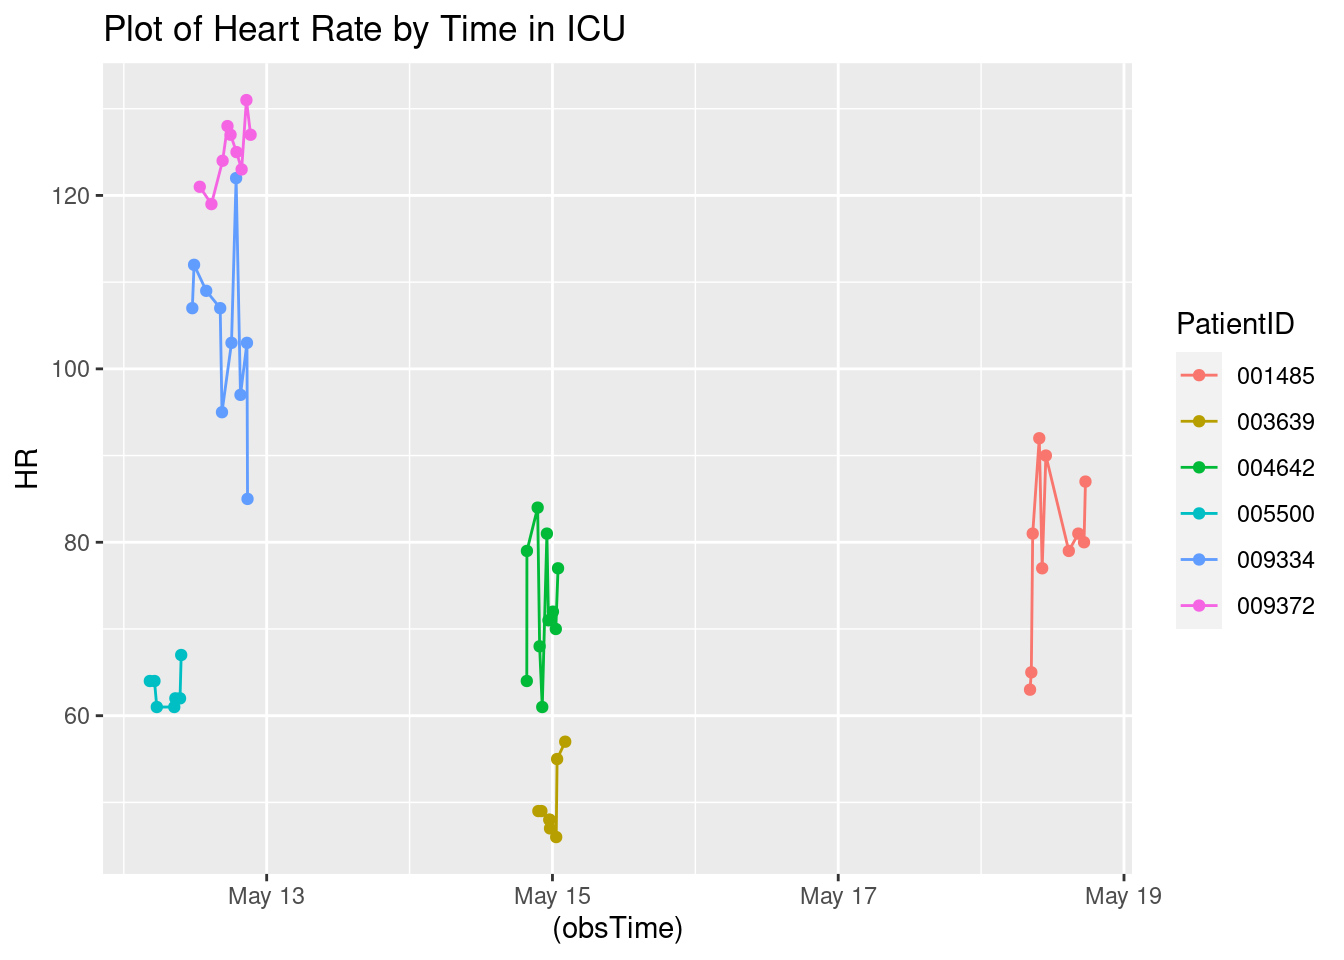 Plot of Heart Rate by Time in ICU
120
100
80
60
HR
May 13
May 15
May 17
May 19
(obsTime)
PatientID
001485
003639
004642
005500
009334
009372